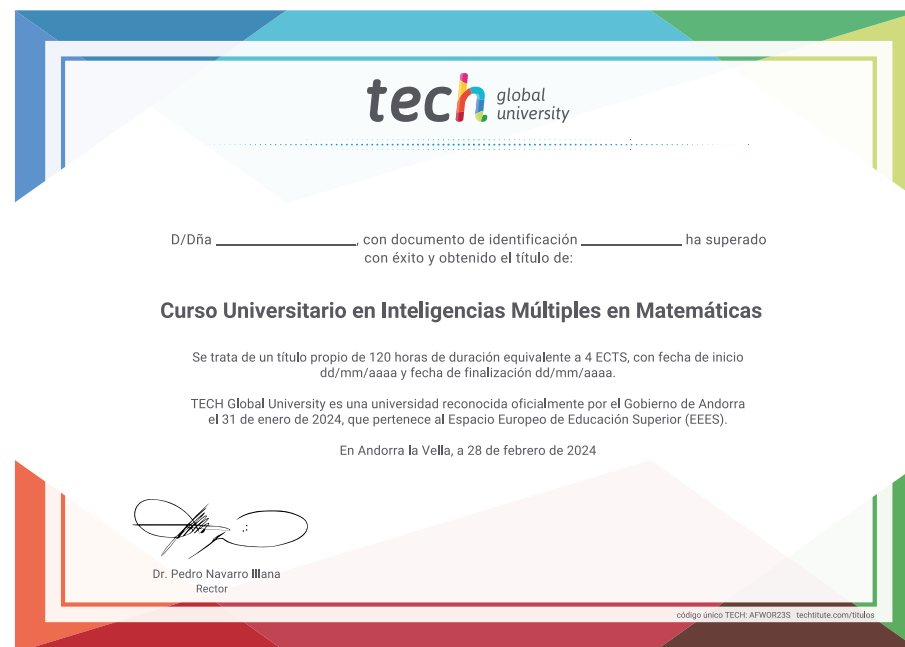 tech global university
D/Dña ____________________, con documento de identificación ______________ ha superado
con éxito y obtenido el título de:
Curso Universitario en Inteligencias Múltiples en Matemáticas
Se trata de un título propio de 120 horas de duración equivalente a 4 ECTS, con fecha de inicio
dd/mm/aaaa y fecha de finalización dd/mm/aaaa.
TECH Global University es una universidad reconocida oficialmente por el Gobierno de Andorra
el 31 de enero de 2024, que pertenece al Espacio Europeo de Educación Superior (EEES).
En Andorra la Vella, a 28 de febrero de 2024
Dr. Pedro Navarro Illana
Rector
código único TECH: AFWOR23S techtitute.com/titulos